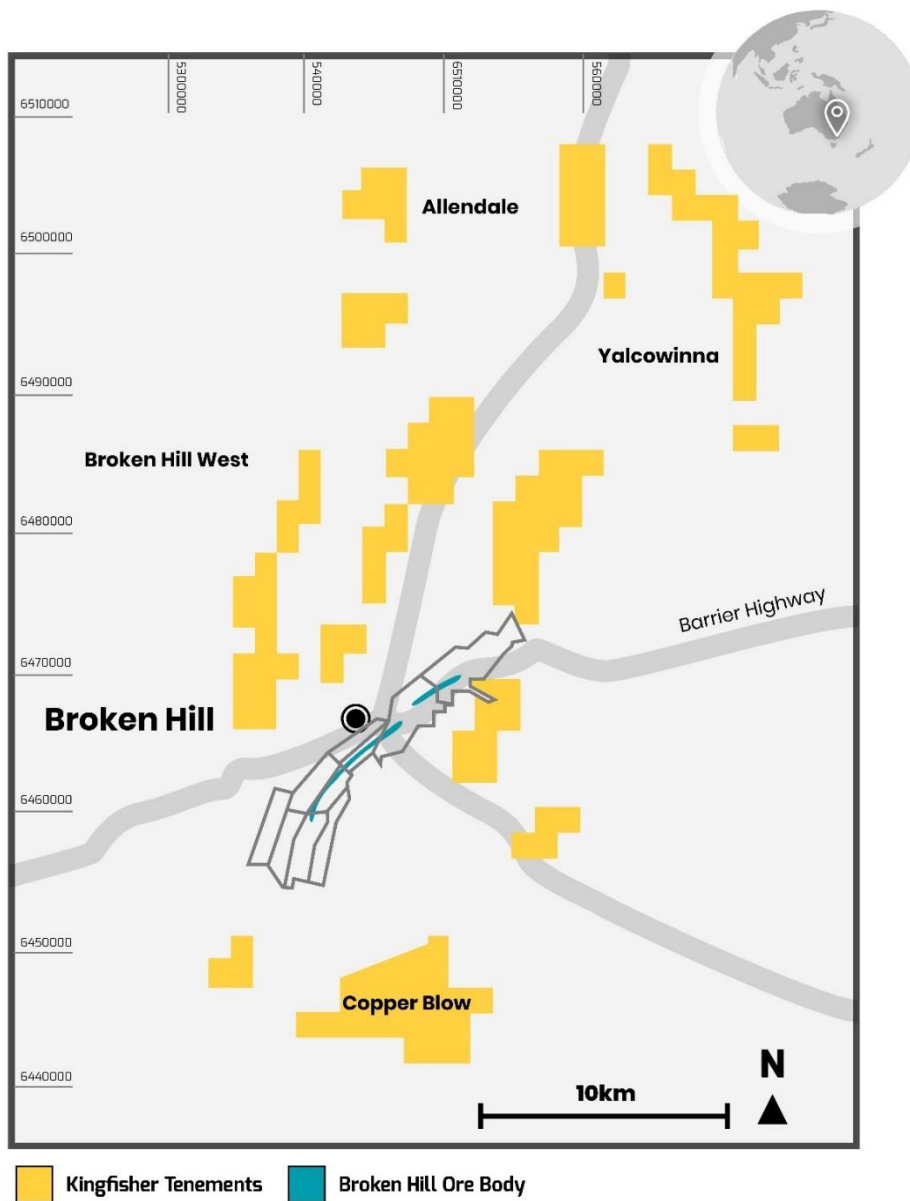 5300000
540000
6510000
560000
6510000
Allendale
6500000
Yalcowinna
6490000
Broken Hill West
6480000
Barrier Highway
6470000
Broken Hill
6460000
6450000
Copper Blow
6440000
10km
N
Kingfisher Tenements
Broken Hill Ore Body